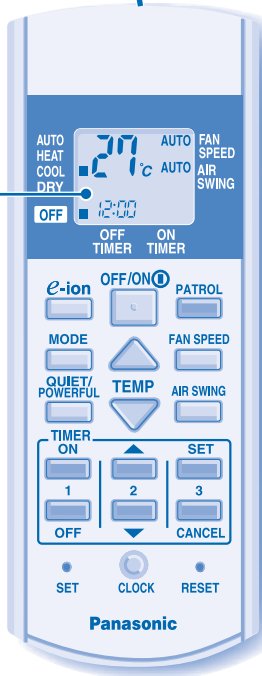 AUTO
HEAT
COOL
DRY
OFF
27°C
AUTO
AUTO
12:00
FAN
SPEED
AIR
SWING
OFF
TIMER
ON
TIMER
e-ion
OFF/ON
PATROL
MODE
FAN SPEED
QUIET/
POWERFUL
TEMP
AIR SWING
TIMER
ON
SET
1
2
3
OFF
CANCEL
SET
CLOCK
RESET
Panasonic